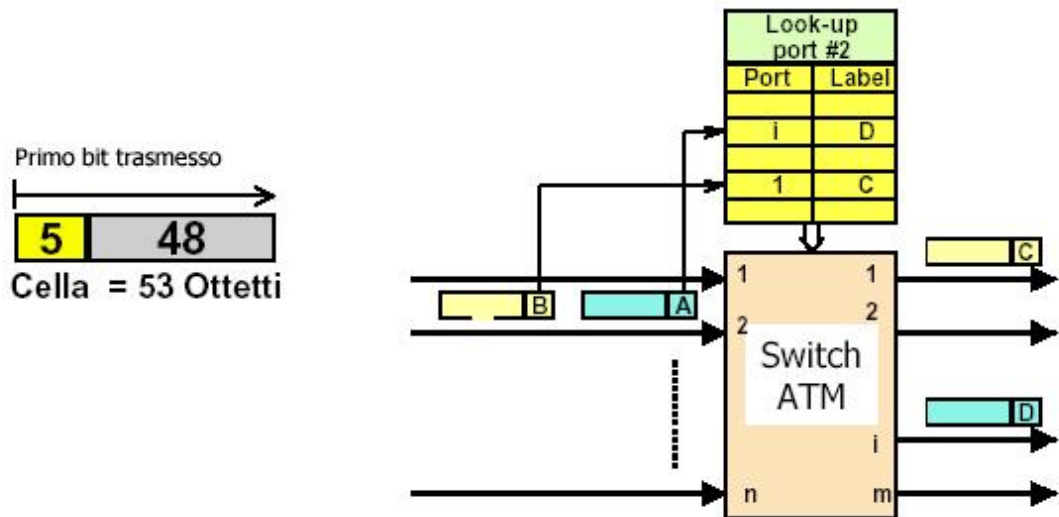 Primo bit trasmesso
5 48
Cella = 53 Ottetti
Look-up
port #2
Port Label
i D
1 C
B A
1 1 C
2 2
Switch
ATM
D
i
n m